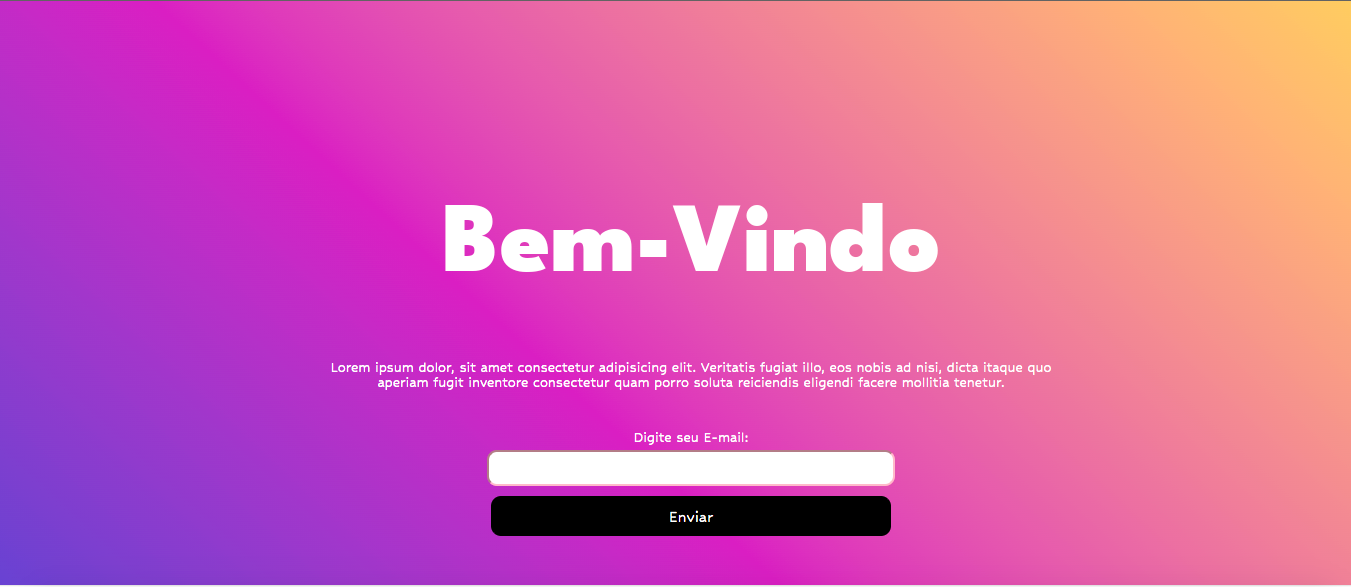 Bem-Vindo
Lorem ipsum dolor, sit amet consectetur adipisicing elit. Veritatis fugiat illo, eos nobis ad nisi, dicta itaque quo
aperiam fugit inventore consectetur quam porro soluta reiciendis eligendi facere mollitia tenetur.
Digite seu E-mail:
Enviar